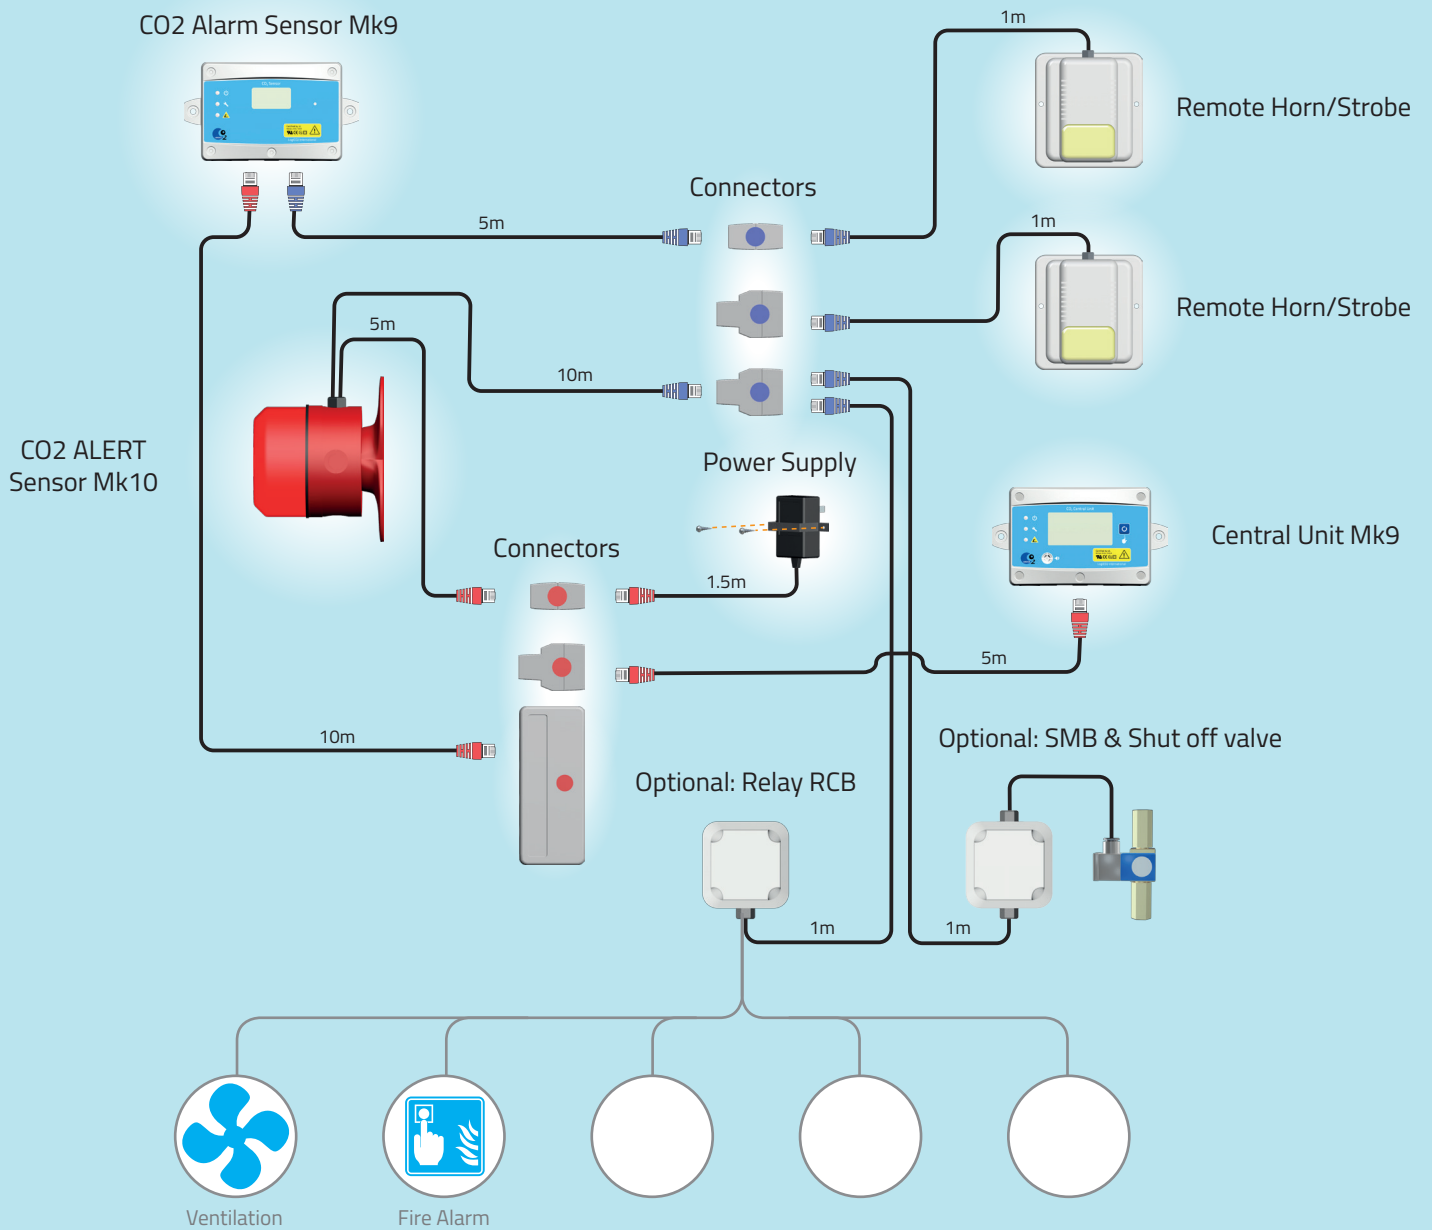 CO2 Alarm Sensor Mk9
1m
Remote Horn/Strobe
Connectors
5m
1m
Remote Horn/Strobe
5m
10m
CO2 ALERT
Sensor Mk10
Power Supply
Central Unit Mk9
Connectors
1.5m
5m
10m
Optional: SMB & Shut off valve
Optional: Relay RCB
1m
1m
Ventilation
Fire Alarm